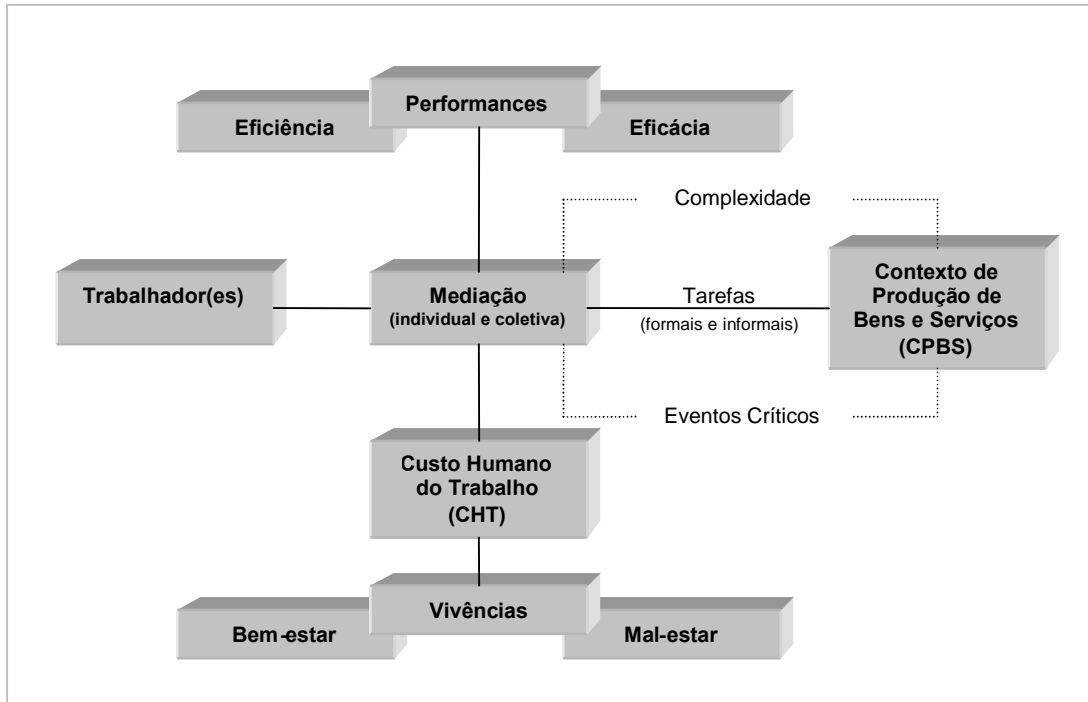 Performances
Eficiência
Eficácia
Complexidade
Trabalhador(es)
Mediação
(individual e coletiva)
Tarefas
(formais e informais)
Contexto de
Produção de
Bens e Serviços
(CPBS)
Eventos Críticos
Custo Humano
do Trabalho
(CHT)
Vivências
Bem-estar
Mal-estar